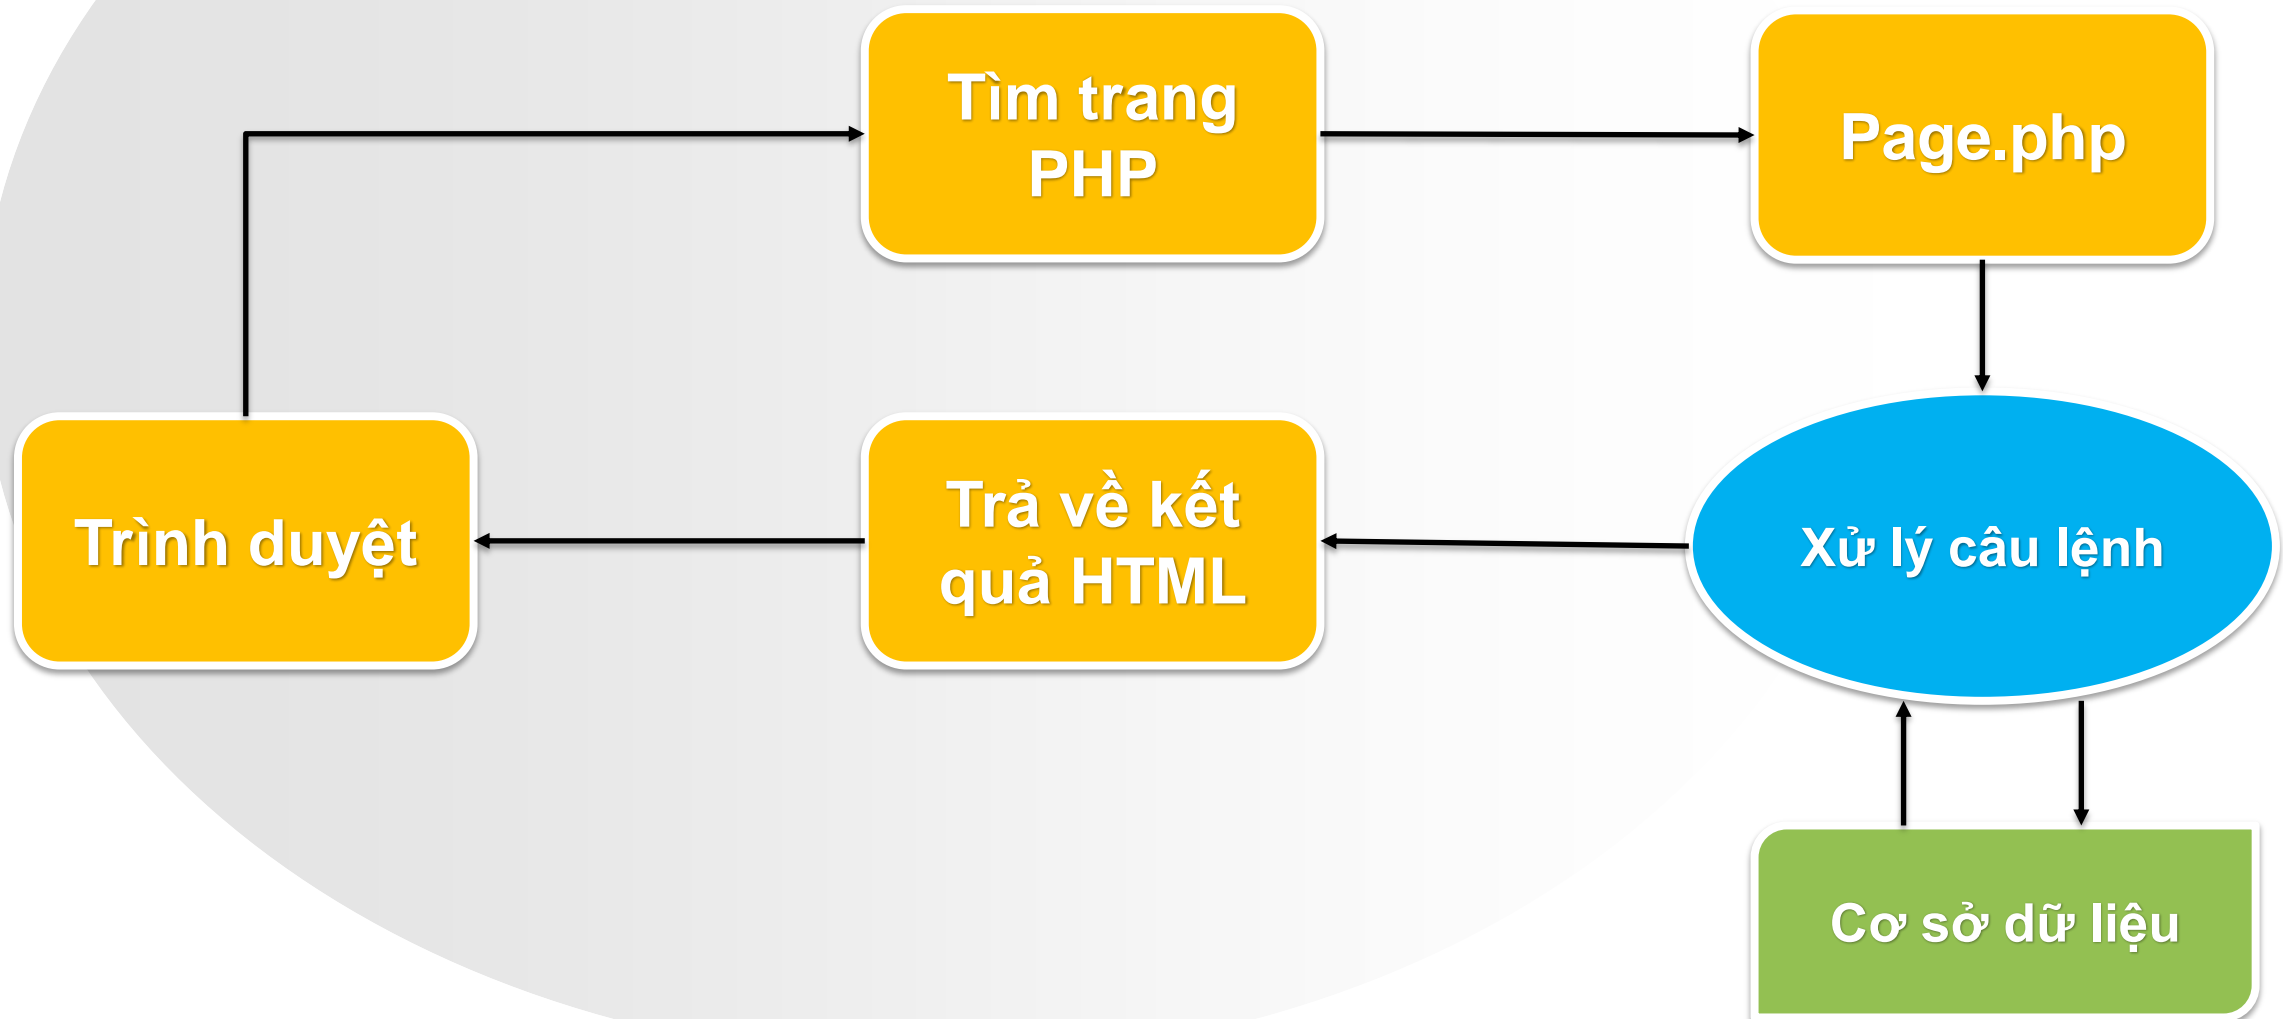 Tìm trang
PHP
Page.php
Trình duyệt
Trả về kết
quả HTML
Xử lý câu lệnh
Cơ sở dữ liệu